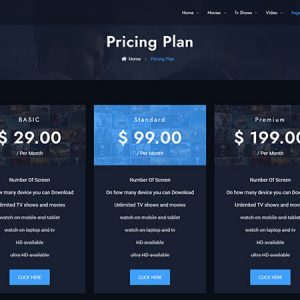 Home Movies Tv Shows Video Pages
Pricing Plan
Home Pricing Plan
BASIC
$ 29.00
/ Per Month
Number Of Screen
On how many device you can Download
Unlimited TV shows and movies
watch on mobile and tablet
watch on laptop and tv
HD available
ultra HD available
CLICK HERE
Standard
$ 99.00
/ Per Month
Number Of Screen
On how many device you can Download
Unlimited TV shows and movies
watch on mobile and tablet
watch on laptop and tv
HD available
ultra HD available
CLICK HERE
Premium
$ 199.00
/ Per Month
Number Of Screen
On how many device you can Download
Unlimited TV shows and movies
watch on mobile and tablet
watch on laptop and tv
HD available
ultra HD available
CLICK HERE